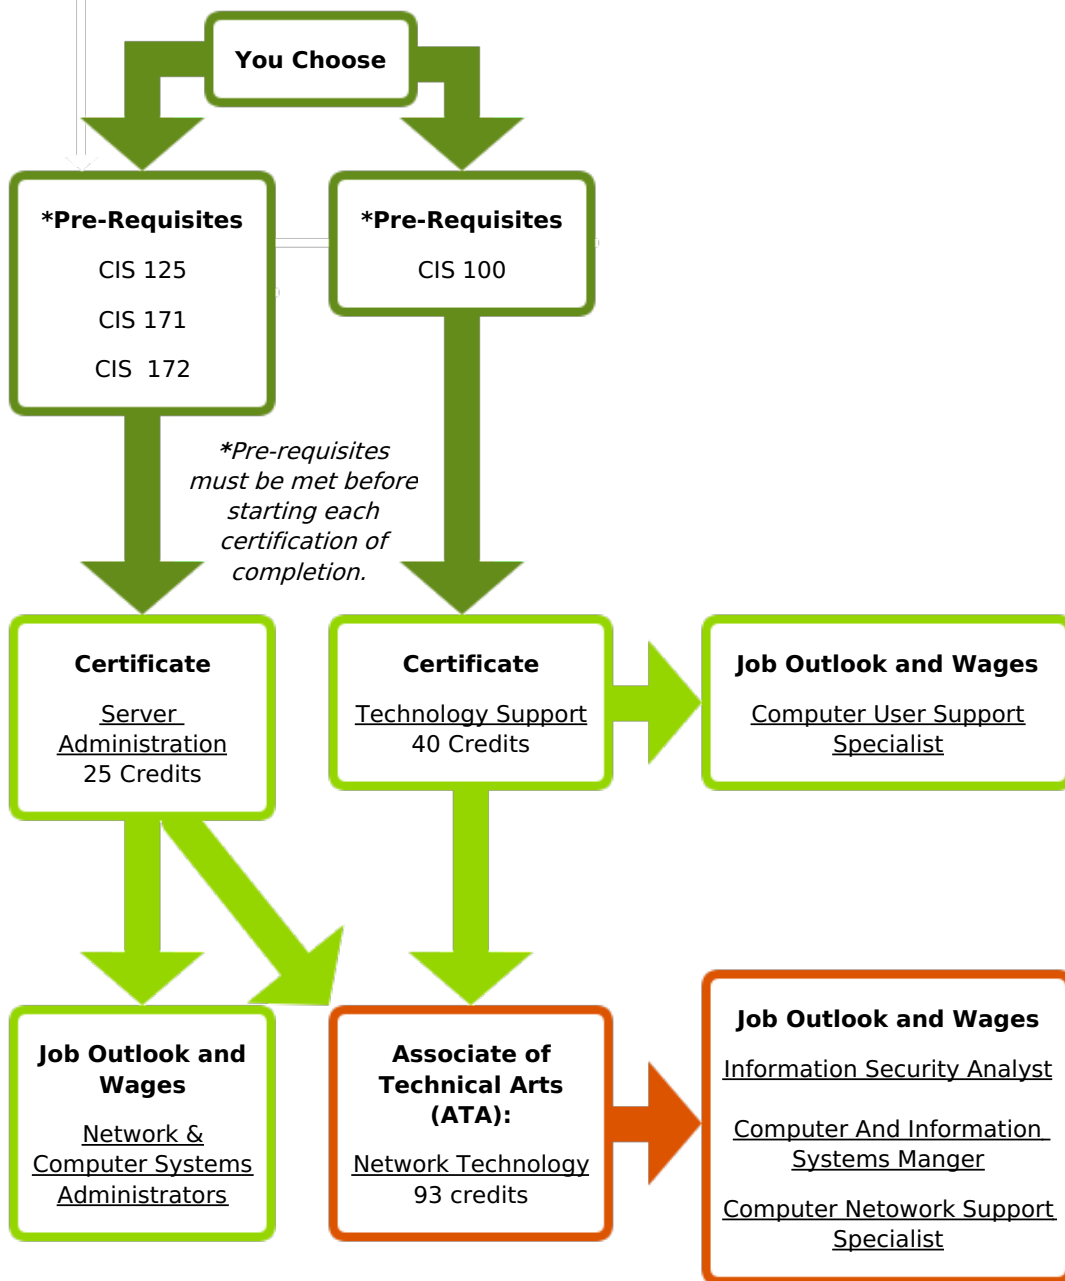 You Choose
*Pre-Requisites
CIS 125
CIS 171
CIS  172
*Pre-Requisites
CIS 100
*Pre-requisites
must be met before
starting each
certification of
completion.
Certificate
Server
Administration
25 Credits
Certificate
Technology Support
40 Credits
Job Outlook and Wages
Computer User Support
Specialist
Job Outlook and
Wages
Network &
Computer Systems
Administrators
Associate of
Technical Arts
(ATA):
Network Technology
93 credits
Job Outlook and Wages
Information Security Analyst
Computer And Information
Systems Manger
Computer Netowork Support
Specialist